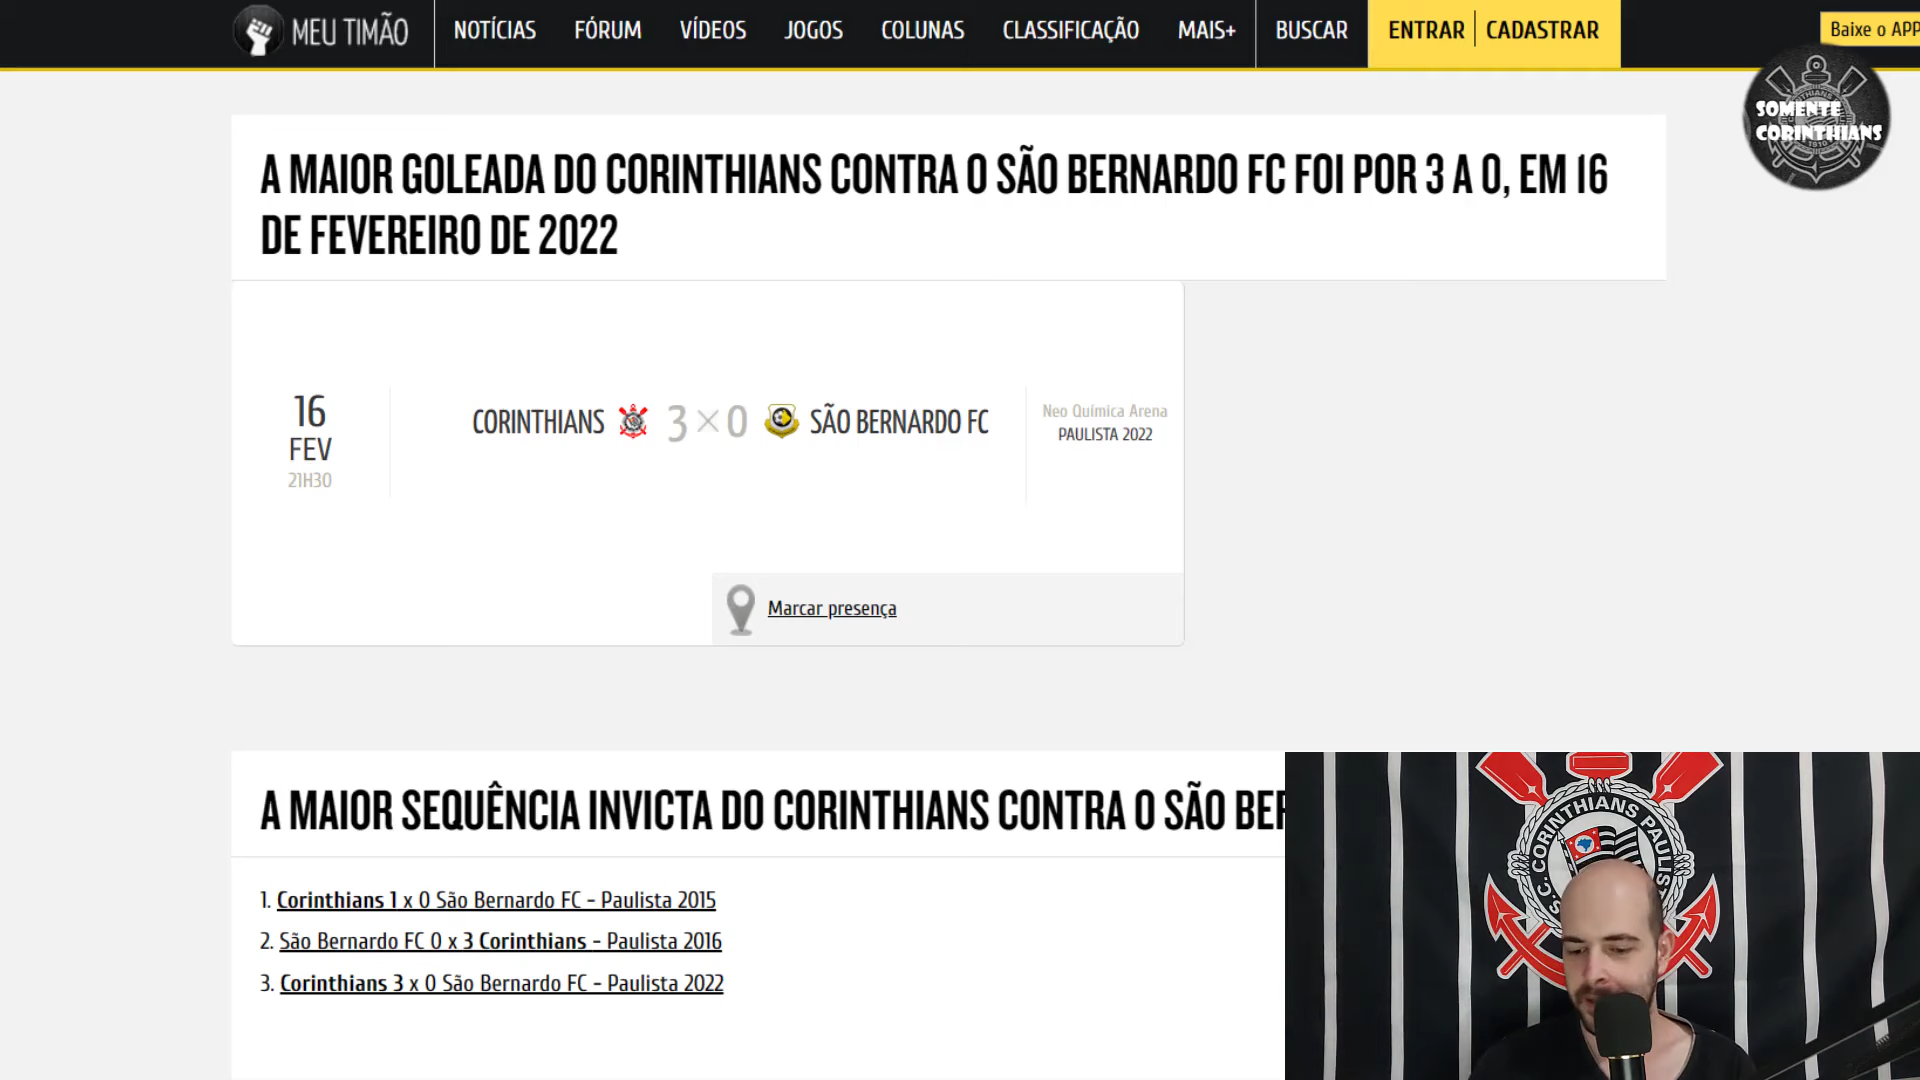 MEU TIMÃO
NOTÍCIAS FÓRUM VÍDEOS JOGOS COLUNAS CLASSIFICAÇÃO MAIS+ BUSCAR ENTRAR CADASTRAR
Baixe o APP
SOMENTE
CORINTHIANS
A MAIOR GOLEADA DO CORINTHIANS CONTRA O SÃO BERNARDO FC FOI POR 3 A 0, EM 16
DE FEVEREIRO DE 2022
16
FEV
21H30
CORINTHIANS 3 × 0 SÃO BERNARDO FC
Neo Química Arena
PAULISTA 2022
Marcar presença
A MAIOR SEQUÊNCIA INVICTA DO CORINTHIANS CONTRA O SÃO BER
1. Corinthians 1 x 0 São Bernardo FC - Paulista 2015
2. São Bernardo FC 0 x 3 Corinthians - Paulista 2016
3. Corinthians 3 x 0 São Bernardo FC - Paulista 2022
S.C. CORINTHIANS PAULIS